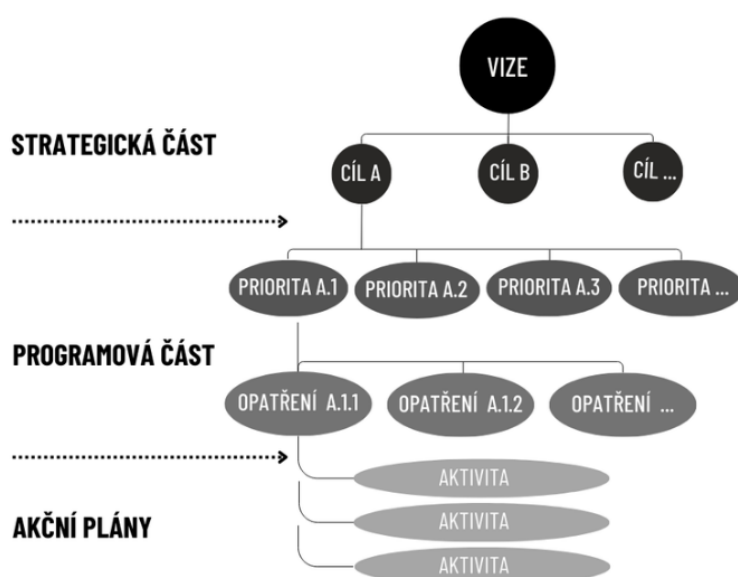 VIZE
STRATEGICKÁ ČÁST
CÍL A
CÍL B
CÍL ...
PRIORITA A.1
PRIORITA A.2
PRIORITA A.3
PRIORITA ...
PROGRAMOVÁ ČÁST
OPATŘENÍ A.1.1
OPATŘENÍ A.1.2
OPATŘENÍ ...
AKTIVITA
AKČNÍ PLÁNY
AKTIVITA
AKTIVITA